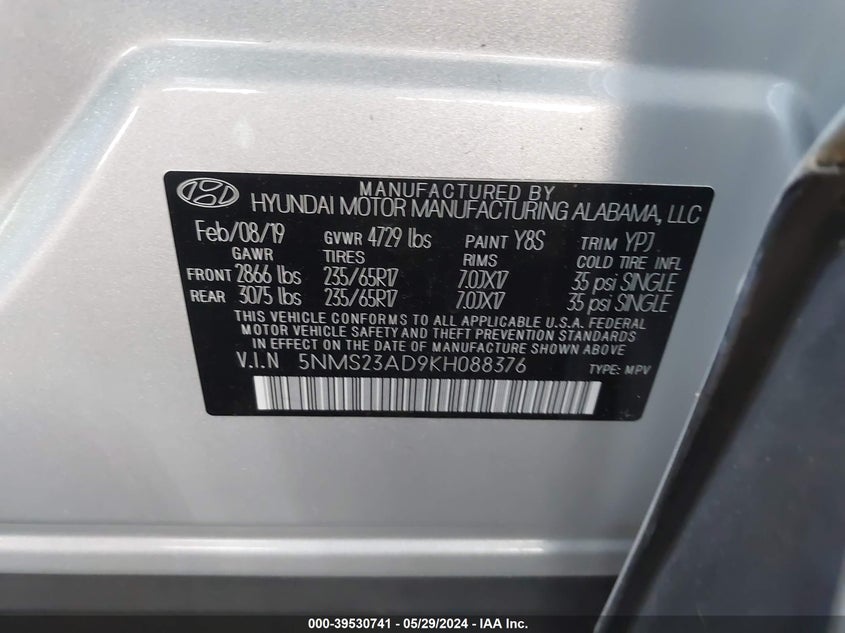 MANUFACTURED BY
HYUNDAI MOTOR MANUFACTURING ALABAMA, LLC
Feb/08/19 GVWR 4729 lbs PAINT Y8S TRIM YPJ
GAWR TIRES RIMS COLD TIRE INFL
FRONT 2866 lbs 235/65R17 7.0JX17 35 psi SINGLE
REAR 3075 lbs 235/65R17 7.0JX17 35 psi SINGLE
THIS VEHICLE CONFORMS TO ALL APPLICABLE U.S.A. FEDERAL
MOTOR VEHICLE SAFETY AND THEFT PREVENTION STANDARDS
IN EFFECT ON THE DATE OF MANUFACTURE SHOWN ABOVE.
V.I.N 5NMS23AD9KH088376 TYPE: MPV
000-39530741 - 05/29/2024 - IAA Inc.